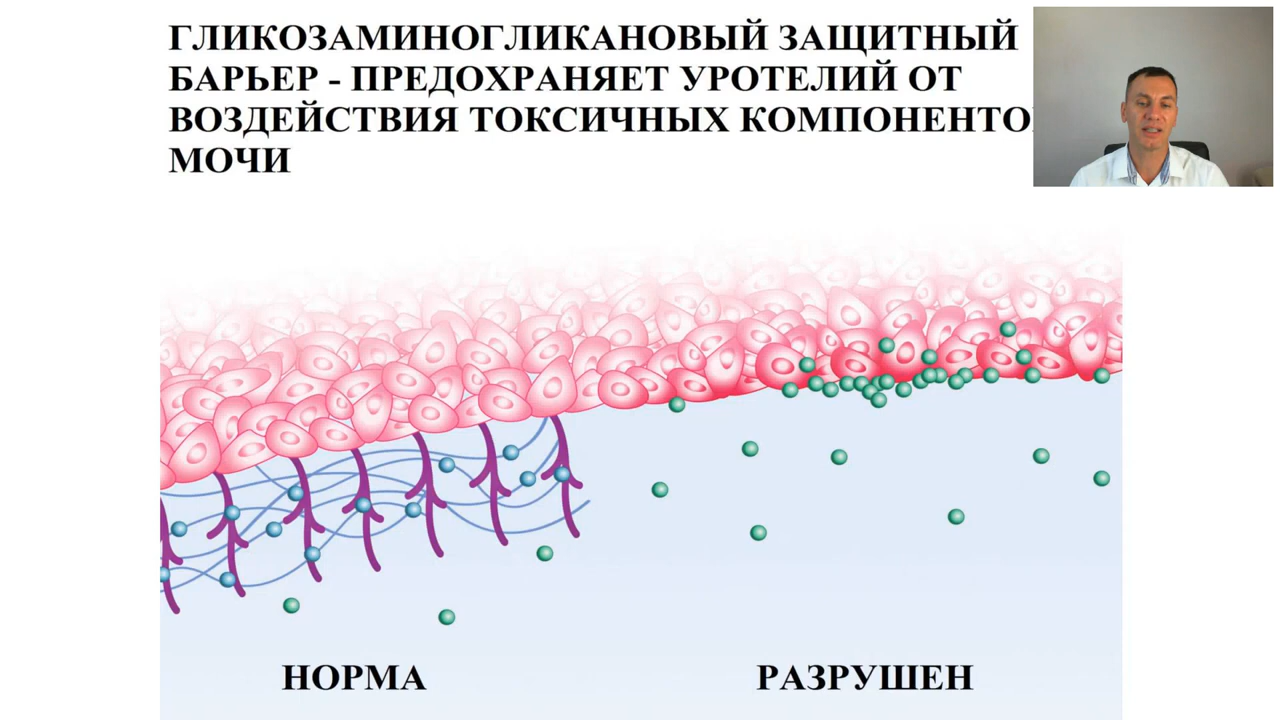 ГЛИКОЗАМИНОГЛИКАНОВЫЙ ЗАЩИТНЫЙ
БАРЬЕР - ПРЕДОХРАНЯЕТ УРОТЕЛИЙ ОТ
ВОЗДЕЙСТВИЯ ТОКСИЧНЫХ КОМПОНЕНТО
МОЧИ
НОРМА
РАЗРУШЕН